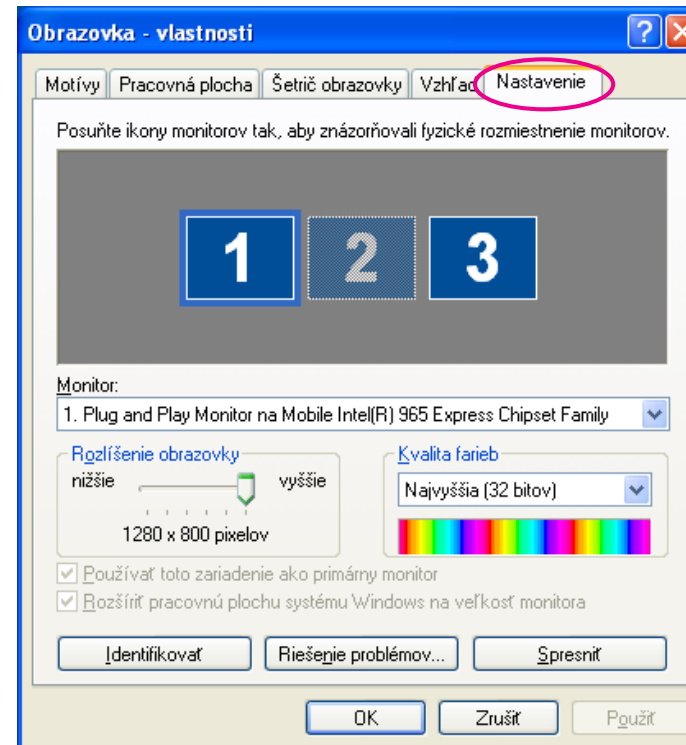 Obrazovka - vlastnosti
Motívy Pracovná plocha Šetrič obrazovky Vzhľad Nastavenie
Posuňte ikony monitorov tak, aby znázorňovali fyzické rozmiestnenie monitorov.
1 2 3
Monitor:
1. Plug and Play Monitor na Mobile Intel(R) 965 Express Chipset Family
Rozlíšenie obrazovky Kvalita farieb
nižšie vyššie Najvyššia (32 bitov)
1280 x 800 pixelov
Používať toto zariadenie ako primárny monitor
Rozšíriť pracovnú plochu systému Windows na veľkosť monitora
Identifikovať Riešenie problémov... Spresniť
OK Zrušiť Použiť